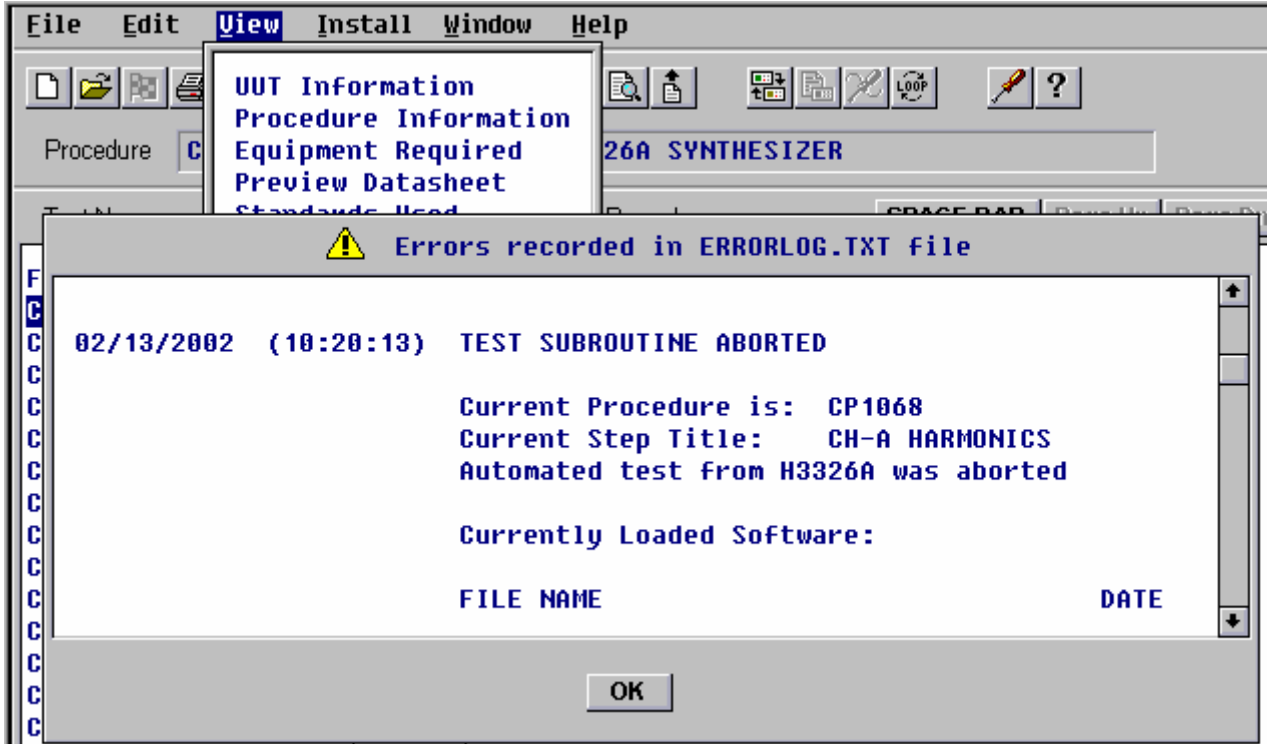 File Edit View Install Window Help
UUT Information
Procedure Information
Equipment Required
Preview Datasheet
LOOP ?
Procedure C 26A SYNTHESIZER
Errors recorded in ERRORLOG.TXT file
F
C
C
C
C
C
C
C
C
C
C
C
C
C
C
02/13/2002 (10:20:13) TEST SUBROUTINE ABORTED
Current Procedure is: CP1068
Current Step Title: CH-A HARMONICS
Automated test from H3326A was aborted
Currently Loaded Software:
FILE NAME DATE
OK